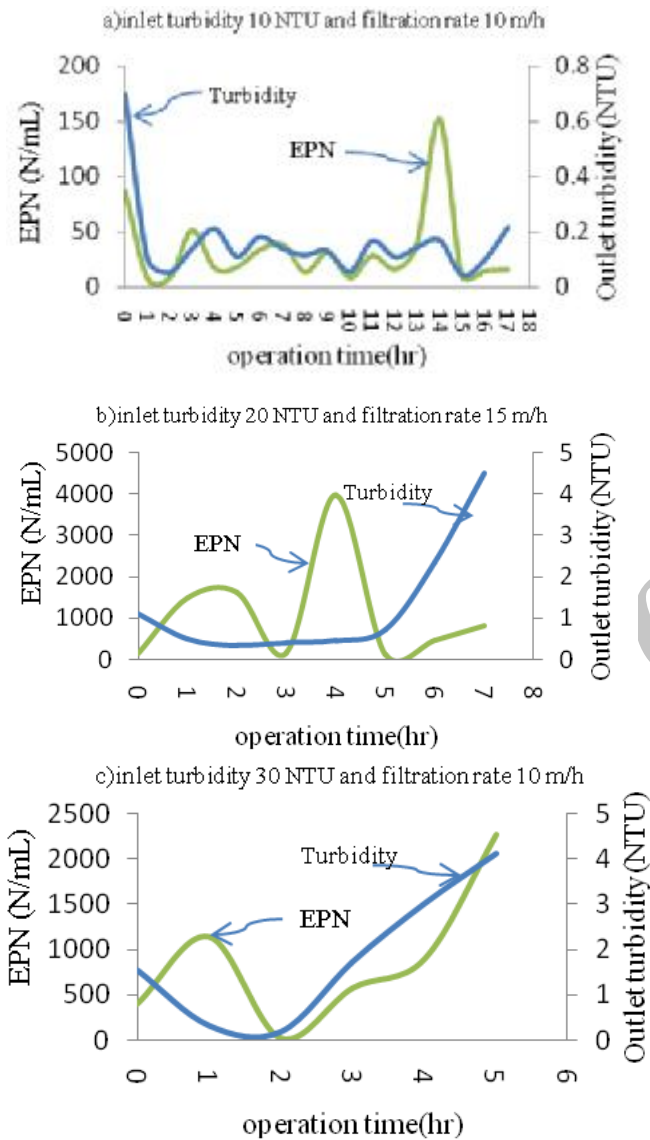 a)inlet turbidity 10 NTU and filtration rate 10 m/h
200
150
100
50
0
EPN (N/mL)
0.8
0.6
0.4
0.2
0
Outlet turbidity(NTU)
Turbidity
EPN
0 1 2 3 4 5 6 7 8 9 10 11 12 13 14 15 16 17 18
operation time(hr)
b)inlet turbidity 20 NTU and filtration rate 15 m/h
5000
4000
3000
2000
1000
0
EPN (N/mL)
5
4
3
2
1
0
Outlet turbidity(NTU)
Turbidity
EPN
0 1 2 3 4 5 6 7 8
operation time(hr)
c)inlet turbidity 30 NTU and filtration rate 10 m/h
2500
2000
1500
1000
500
0
EPN (N/mL)
5
4
3
2
1
0
Outlet turbidity(NTU)
Turbidity
EPN
0 1 2 3 4 5 6
operation time(hr)